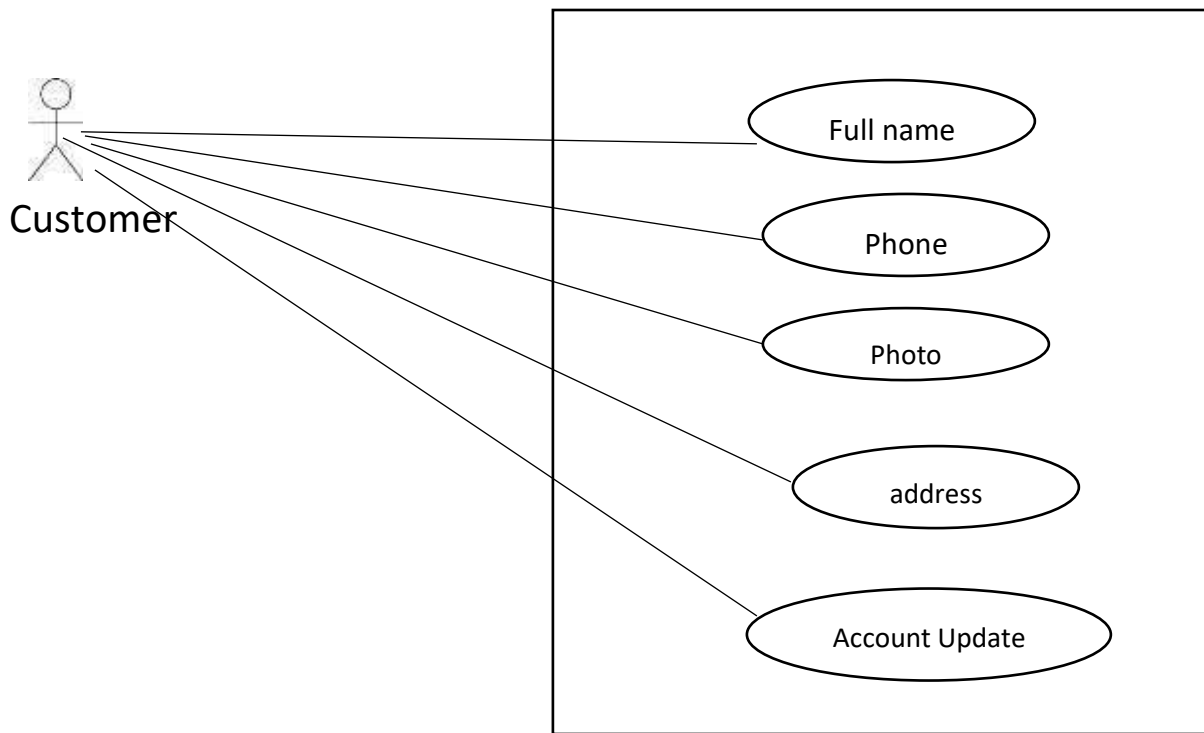 Full name
Customer
Phone
Photo
address
Account Update